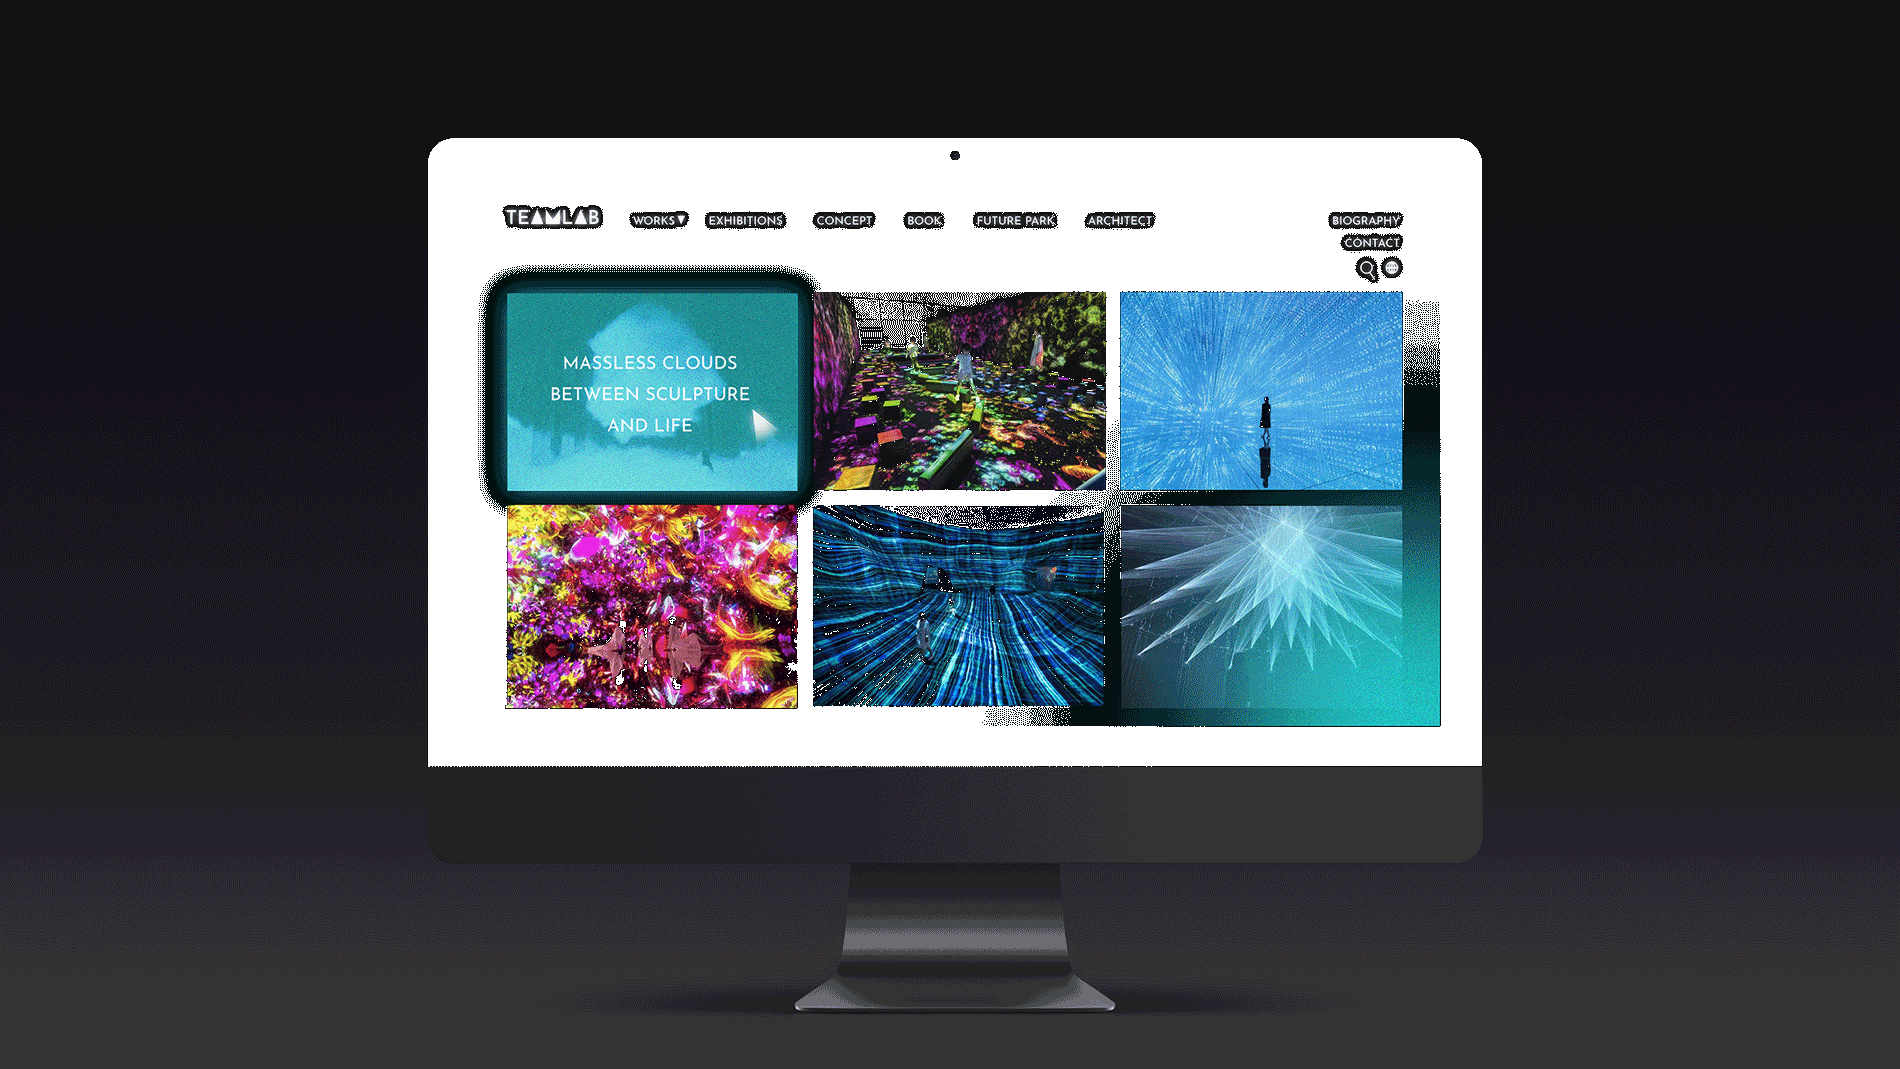 TEAMLAB
WORKS▼ EXHIBITIONS CONCEPT BOOK FUTURE PARK ARCHITECT BIOGRAPHY
CONTACT
MASSLESS CLOUDS
BETWEEN SCULPTURE
AND LIFE